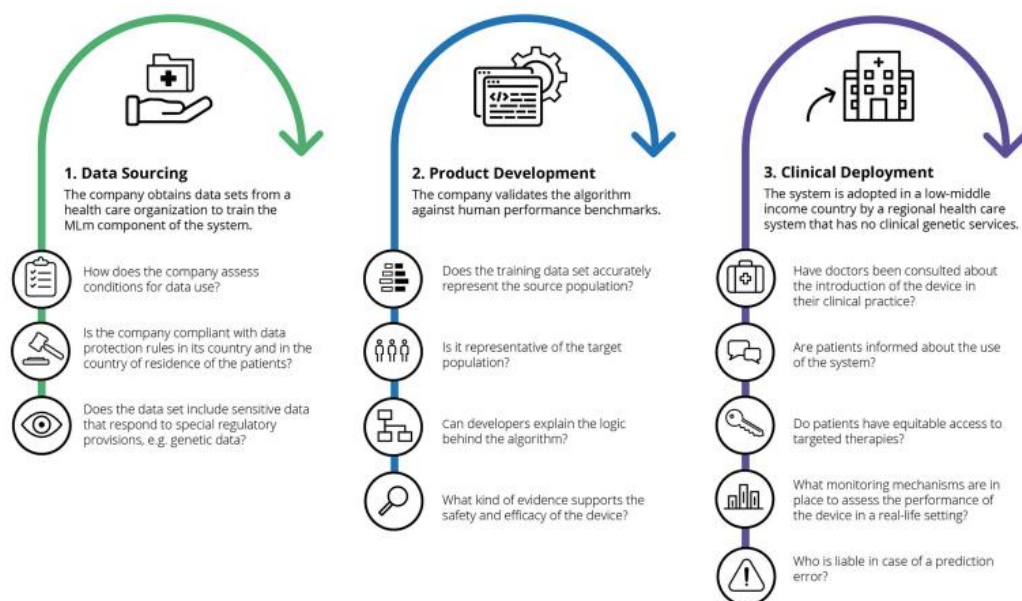 1. Data Sourcing
The company obtains data sets from a
health care organization to train the
MLm component of the system.
How does the company assess
conditions for data use?
Is the company compliant with data
protection rules in its country and in the
country of residence of the patients?
Does the data set include sensitive data
that respond to special regulatory
provisions, e.g. genetic data?
</>
2. Product Development
The company validates the algorithm
against human performance benchmarks.
Does the training data set accurately
represent the source population?
Is it representative of the target
population?
Can developers explain the logic
behind the algorithm?
What kind of evidence supports the
safety and efficacy of the device?
3. Clinical Deployment
The system is adopted in a low-middle
income country by a regional health care
system that has no clinical genetic services.
Have doctors been consulted about
the introduction of the device in
their clinical practice?
Are patients informed about the use
of the system?
Do patients have equitable access to
targeted therapies?
What monitoring mechanisms are in
place to assess the performance of
the device in a real-life setting?
Who is liable in case of a prediction
error?